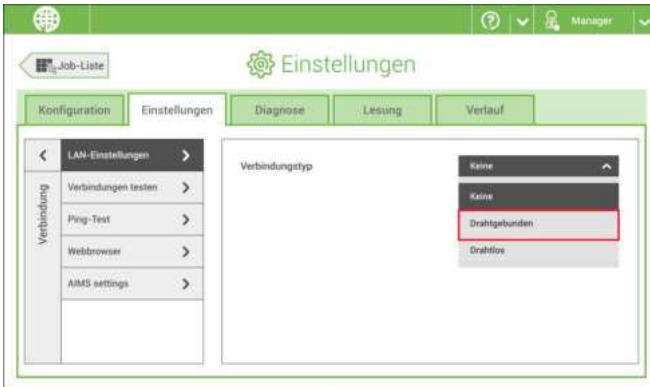 Manager
Job-Liste
Einstellungen
Konfiguration
Einstellungen
Diagnose
Lesung
Verlauf
Verbindung
LAN-Einstellungen
Verbindungen testen
Ping-Test
Webbrowser
AIMS settings
Verbindungstyp
Keine
Keine
Drahtgebunden
Drahtlos